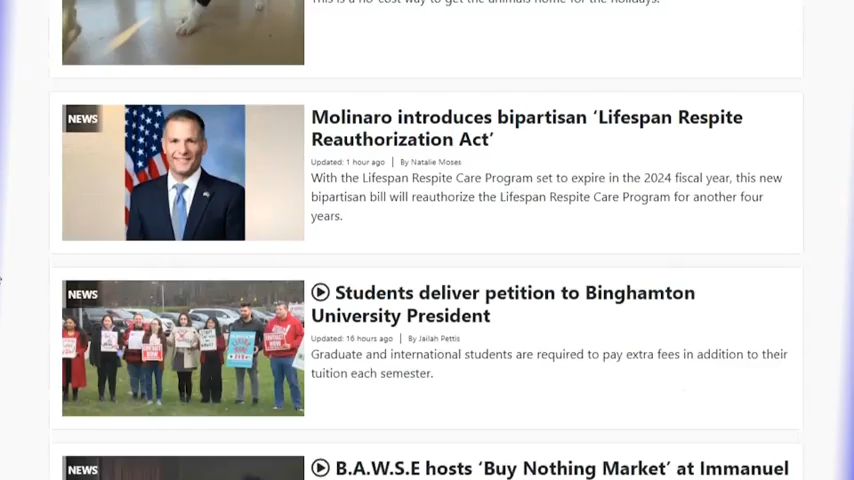 This is a no-cost way to get the animals home for the holidays.
NEWS
Molinaro introduces bipartisan ‘Lifespan Respite
Reauthorization Act’
Updated: 1 hour ago | By Natalie Moses
With the Lifespan Respite Care Program set to expire in the 2024 fiscal year, this new
bipartisan bill will reauthorize the Lifespan Respite Care Program for another four
years.
NEWS
Students deliver petition to Binghamton
University President
Updated: 16 hours ago | By Jailah Pettis
Graduate and international students are required to pay extra fees in addition to their
tuition each semester.
NEWS
B.A.W.S.E hosts ‘Buy Nothing Market’ at Immanuel